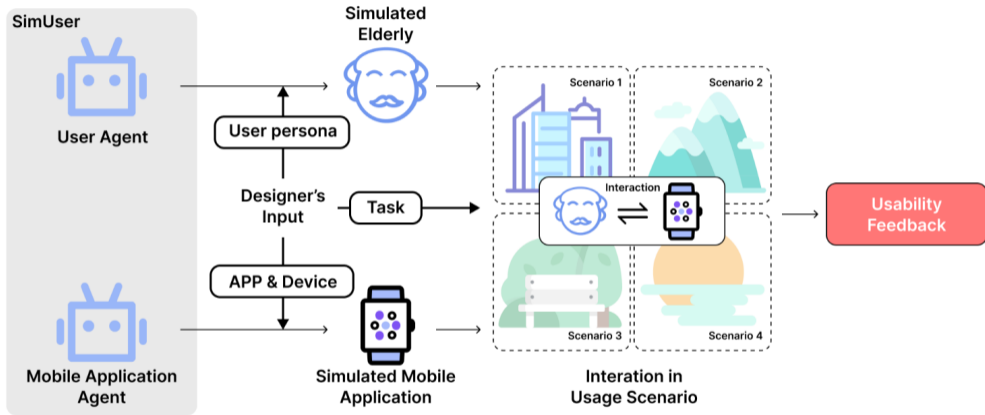 SimUser
User Agent
Mobile Application
Agent
User persona
Designer's
Input
Task
APP & Device
Simulated
Elderly
Simulated Mobile
Application
Scenario 1
Scenario 2
Interaction
Scenario 3
Scenario 4
Interation in
Usage Scenario
Usability
Feedback